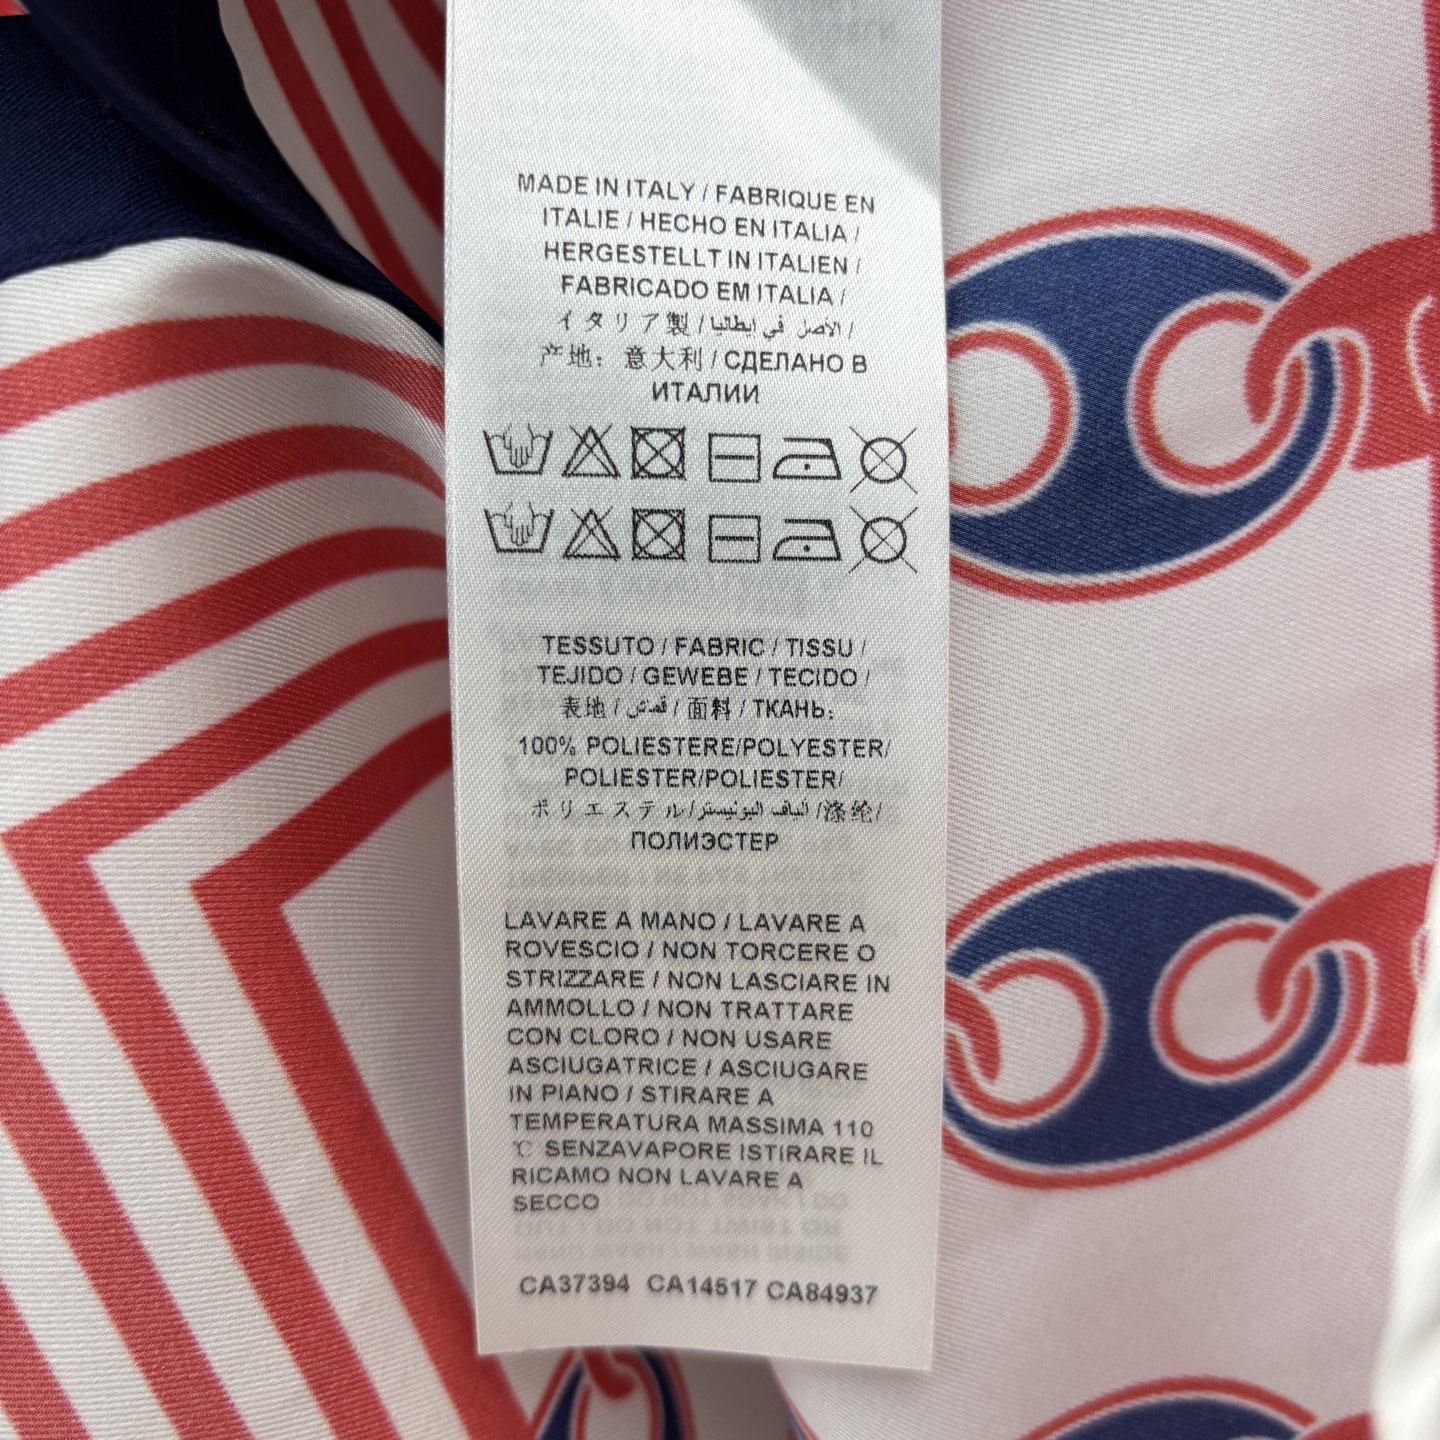 MADE IN ITALY / FABRIQUE EN
ITALIE / HECHO EN ITALIA /
HERGESTELLT IN ITALIEN /
FABRICADO EM ITALIA /
イタリア製 / الأصل في ايطاليا /
产地：意大利 / СДЕЛАНО В
ИТАЛИИ
TESSUTO / FABRIC / TISSU /
TEJIDO / GEWEBE / TECIDO /
表地 / قماش / 面料 / ТКАНЬ:
100% POLIESTERE/POLYESTER/
POLIESTER/POLIESTER/
ポリエステル/الياف البوليستر/涤纶/
ПОЛИЭСТЕР
LAVARE A MANO / LAVARE A
ROVESCIO / NON TORCERE O
STRIZZARE / NON LASCIARE IN
AMMOLLO / NON TRATTARE
CON CLORO / NON USARE
ASCIUGATRICE / ASCIUGARE
IN PIANO / STIRARE A
TEMPERATURA MASSIMA 110
℃ SENZAVAPORE ISTIRARE IL
RICAMO NON LAVARE A
SECCO
CA37394 CA14517 CA84937